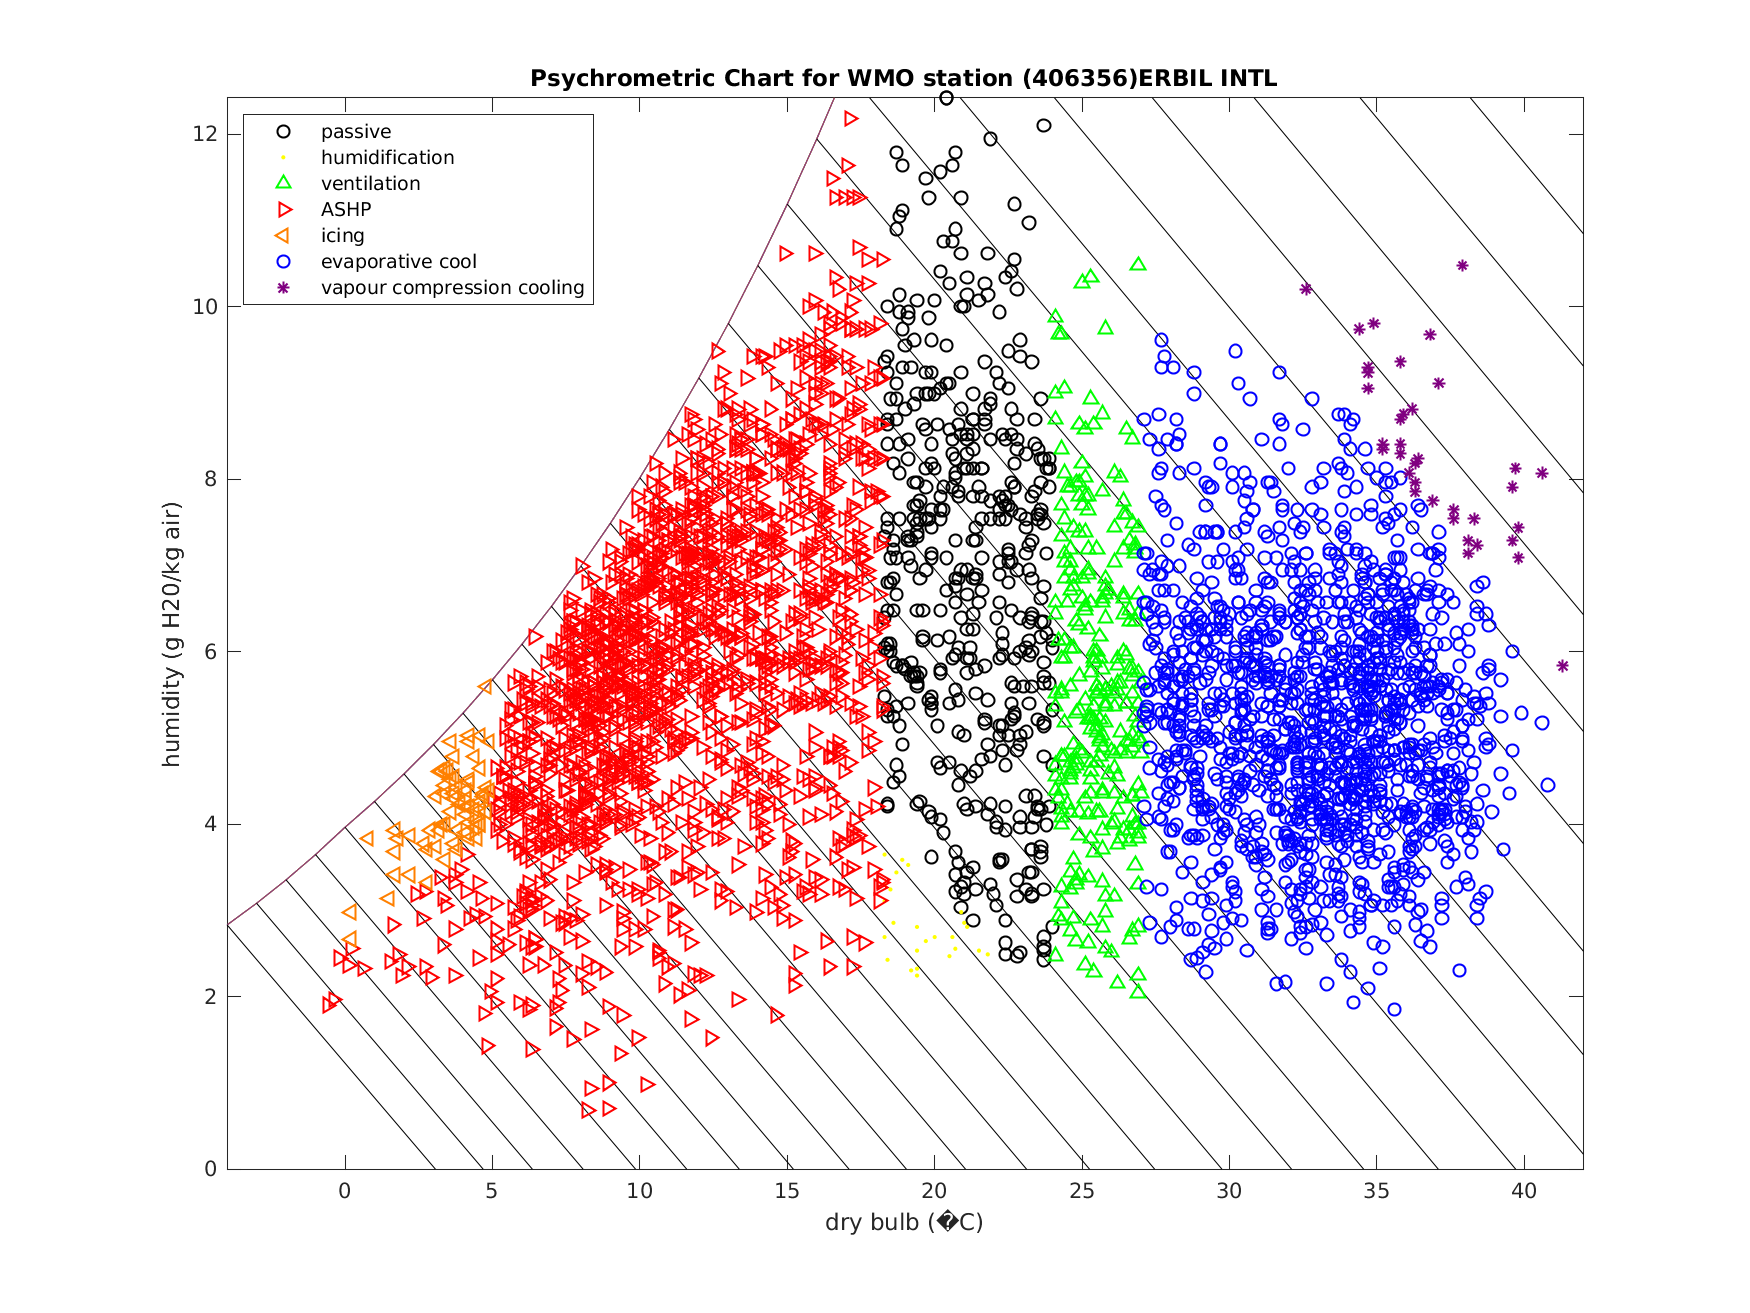 Psychrometric Chart for WMO station (406356)ERBIL INTL
passive
humidification
ventilation
ASHP
icing
evaporative cool
vapour compression cooling
humidity (g H20/kg air)
12
10
8
6
4
2
0
0 5 10 15 20 25 30 35 40
dry bulb (�C)